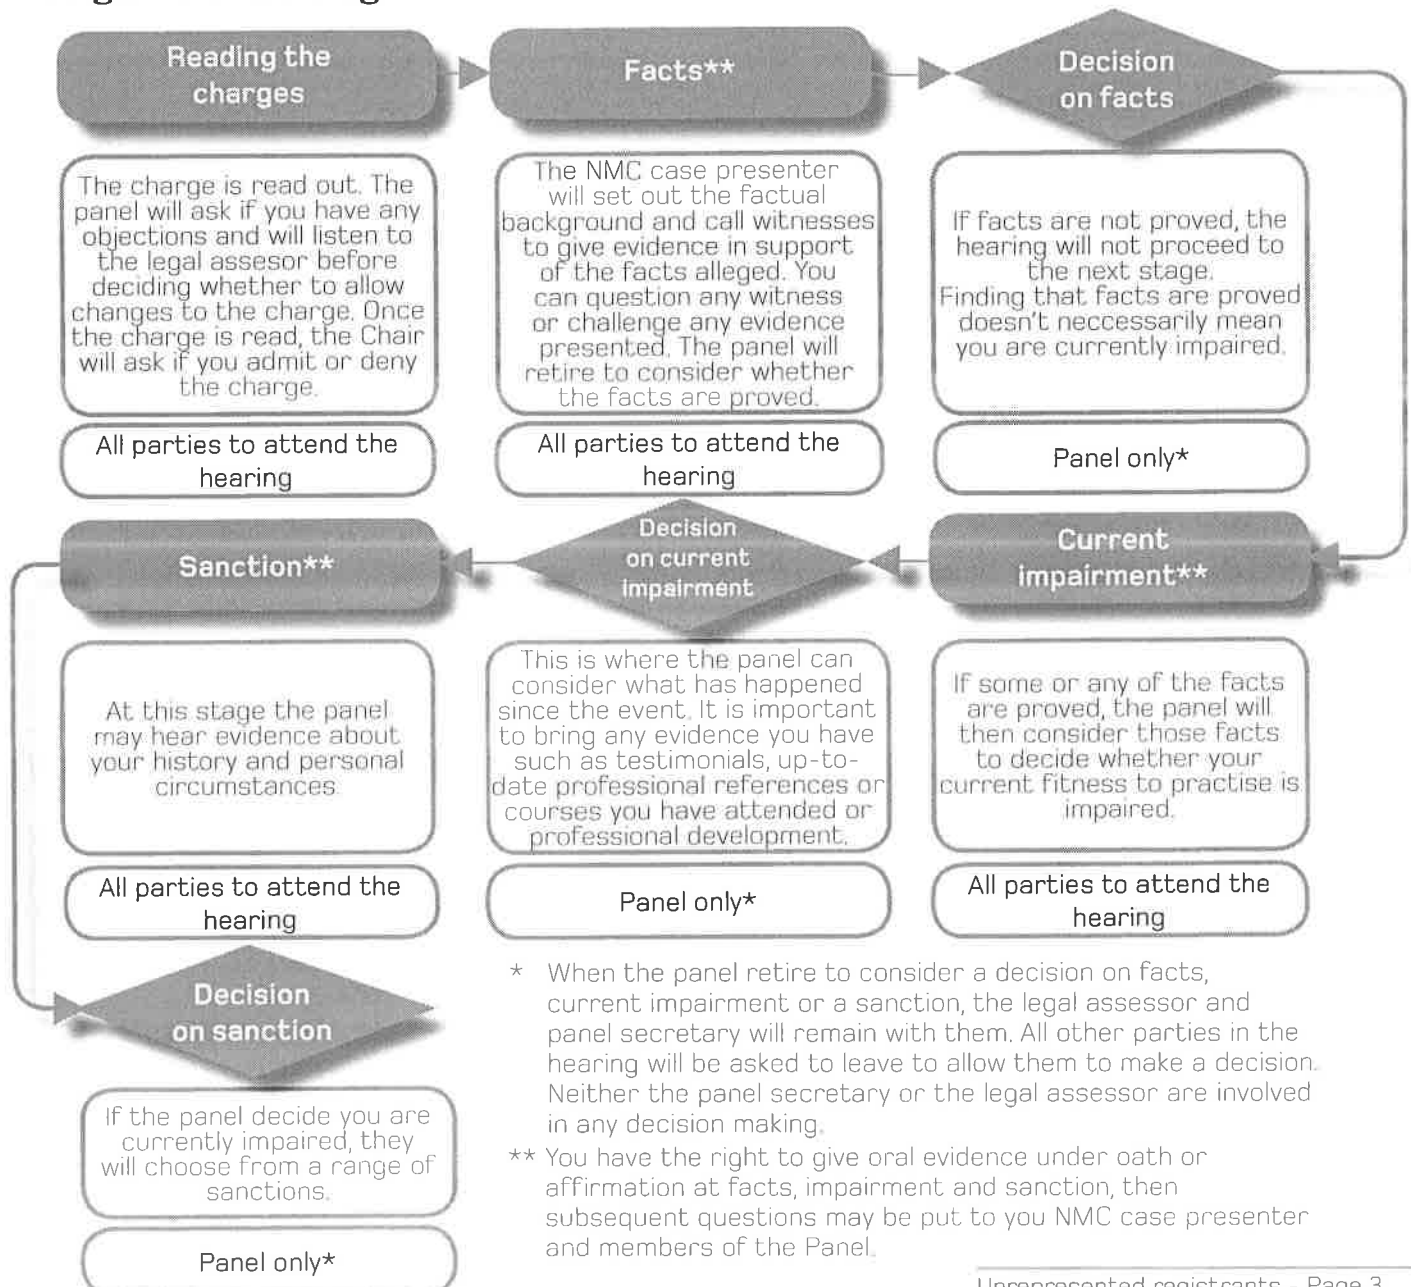 Reading the
charges
Facts**
Decision
on facts
The charge is read out. The
panel will ask if you have any
objections and will listen to
the legal assesor before
deciding whether to allow
changes to the charge. Once
the charge is read, the Chair
will ask if you admit or deny
the charge.
The NMC case presenter
will set out the factual
background and call witnesses
to give evidence in support
of the facts alleged. You
can question any witness
or challenge any evidence
presented. The panel will
retire to consider whether
the facts are proved.
If facts are not proved, the
hearing will not proceed to
the next stage.
Finding that facts are proved
doesn't neccessarily mean
you are currently impaired.
All parties to attend the
hearing
All parties to attend the
hearing
Panel only*
Current
impairment**
Decision
on current
impairment
Sanction**
If some or any of the facts
are proved, the panel will
then consider those facts
to decide whether your
current fitness to practise is
impaired.
This is where the panel can
consider what has happened
since the event. It is important
to bring any evidence you have
such as testimonials, up-to-
date professional references or
courses you have attended or
professional development.
At this stage the panel
may hear evidence about
your history and personal
circumstances
All parties to attend the
hearing
Panel only*
All parties to attend the
hearing
Decision
on sanction
If the panel decide you are
currently impaired, they
will choose from a range of
sanctions.
Panel only*
* When the panel retire to consider a decision on facts,
current impairment or a sanction, the legal assessor and
panel secretary will remain with them. All other parties in the
hearing will be asked to leave to allow them to make a decision.
Neither the panel secretary or the legal assessor are involved
in any decision making.
** You have the right to give oral evidence under oath or
affirmation at facts, impairment and sanction, then
subsequent questions may be put to you NMC case presenter
and members of the Panel.
Unrepresented registrants - Page 3